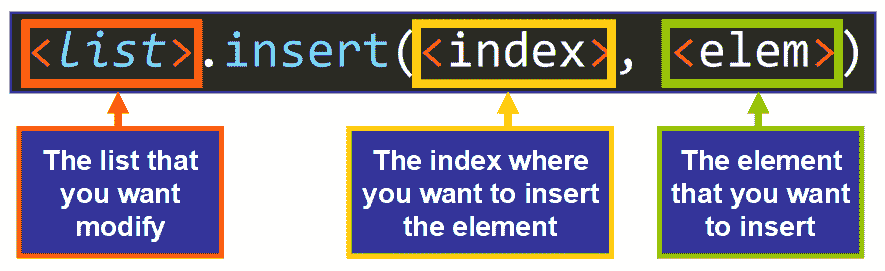 <list>.insert(<index>, <elem>)
The list that
you want
modify
The index where
you want to insert
the element
The element
that you want
to insert